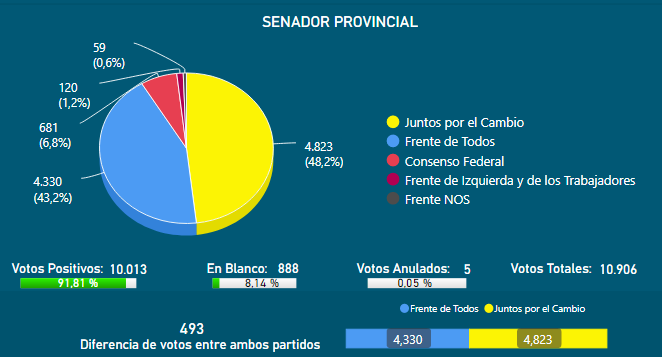 SENADOR PROVINCIAL
59
(0,6%)
120
(1,2%)
681
(6,8%)
4.330
(43,2%)
4.823
(48,2%)
Juntos por el Cambio
Frente de Todos
Consenso Federal
Frente de Izquierda y de los Trabajadores
Frente NOS
Votos Positivos: 10.013
91,81 %
En Blanco: 888
8,14 %
Votos Anulados: 5
0,05 %
Votos Totales: 10.906
493
Diferencia de votos entre ambos partidos
Frente de Todos Juntos por el Cambio
4,330 4,823